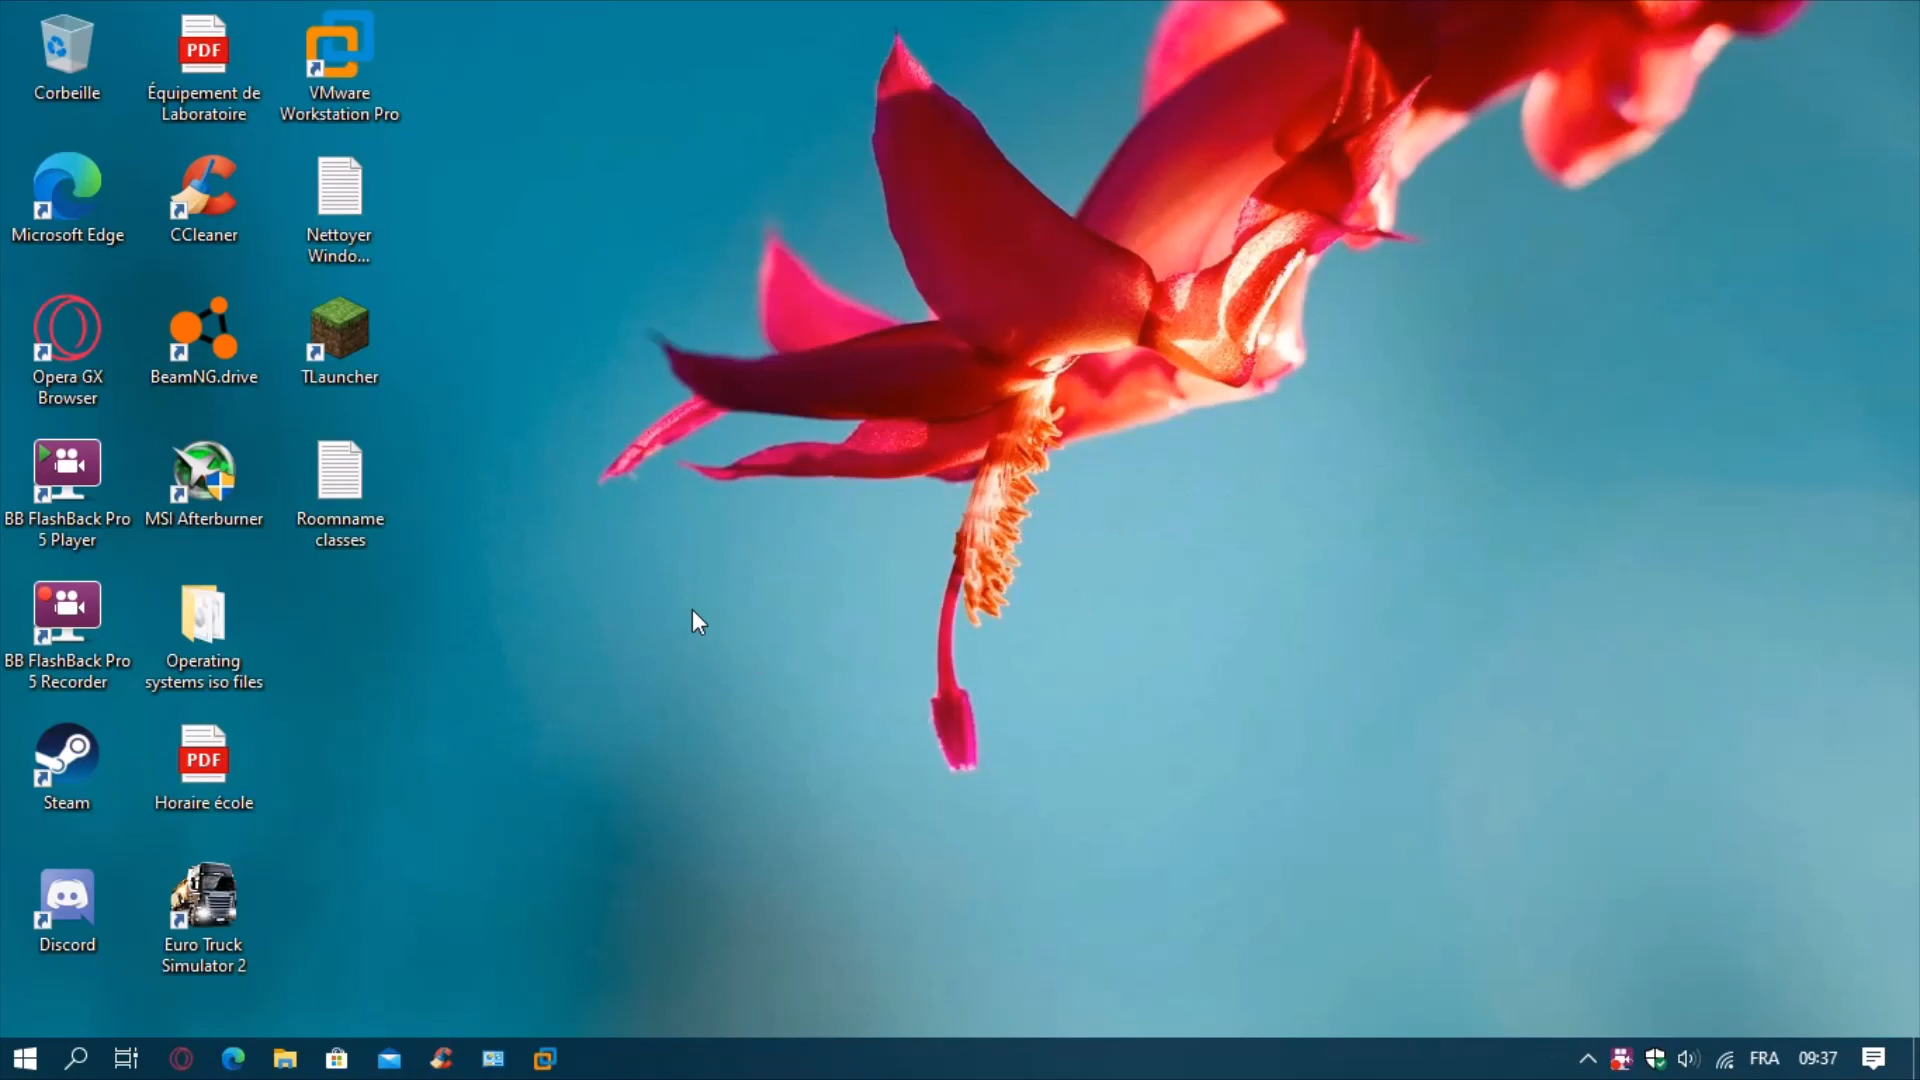 Corbeille
Équipement de
Laboratoire
VMware
Workstation Pro
PDF
Microsoft Edge
CCleaner
Nettoyer
Windo...
Opera GX
Browser
BeamNG.drive
TLauncher
BB FlashBack Pro
5 Player
MSI Afterburner
Roomname
classes
BB FlashBack Pro
5 Recorder
Operating
systems iso files
Steam
PDF
Horaire école
Discord
Euro Truck
Simulator 2
FRA
09:37